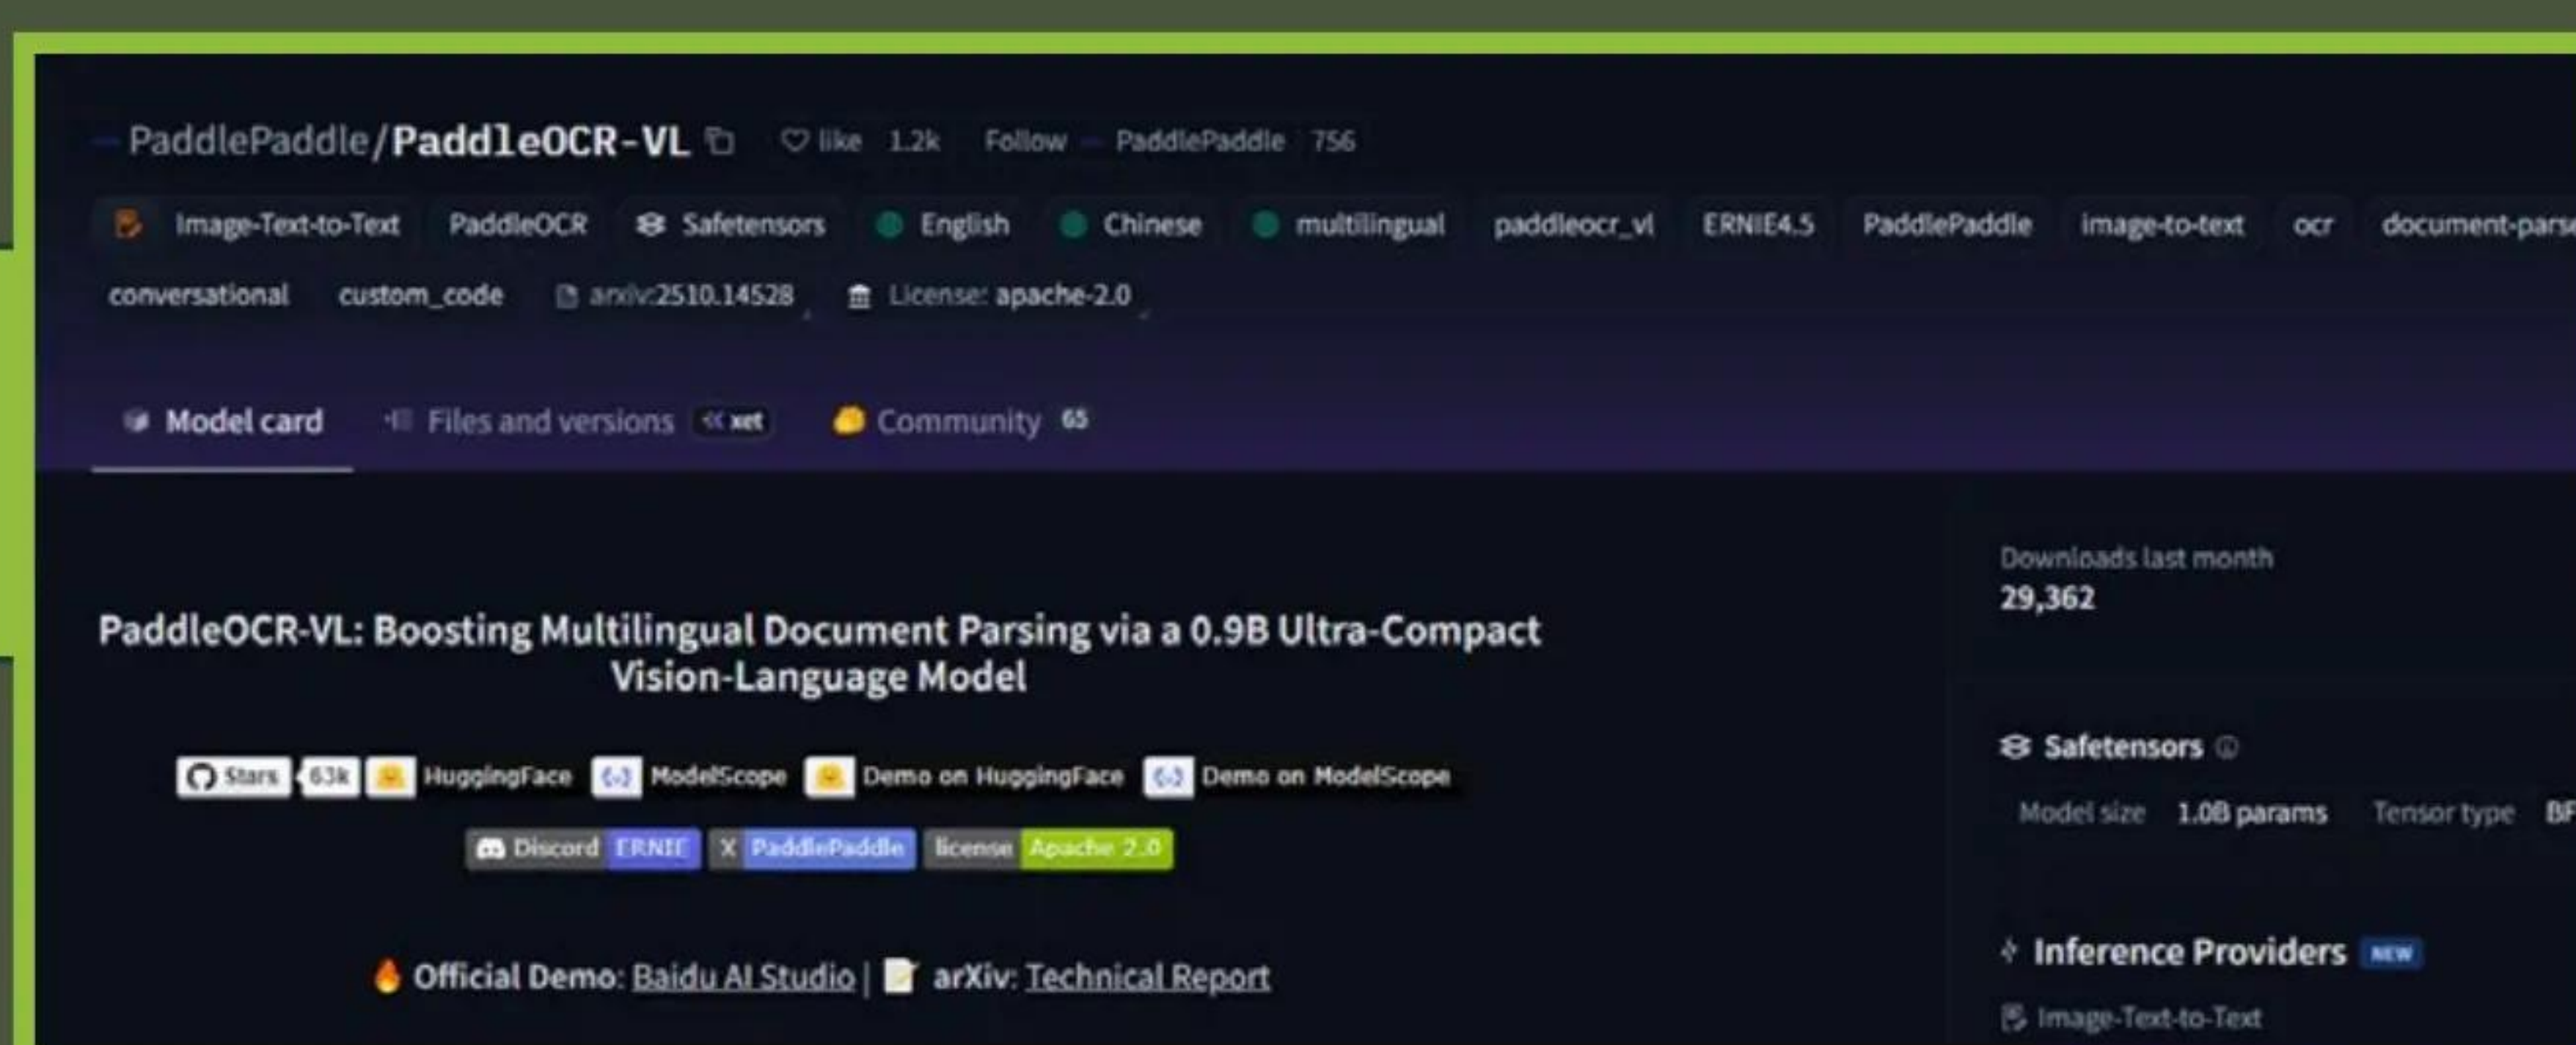 PaddlePaddle/PaddleOCR-VL like 1.2k Follow PaddlePaddle 756
Image-Text-to-Text PaddleOCR Safetensors English Chinese multilingual paddleocr_vl ERNIE4.5 PaddlePaddle image-to-text ocr document-parse
conversational custom_code arxiv:2510.14528 License: apache-2.0
Model card Files and versions xet Community 65
PaddleOCR-VL: Boosting Multilingual Document Parsing via a 0.9B Ultra-Compact
Vision-Language Model
Stars 63k HuggingFace ModelScope Demo on HuggingFace Demo on ModelScope
Discord ERNIE X PaddlePaddle license Apache 2.0
Official Demo: Baidu AI Studio | arXiv: Technical Report
Downloads last month
29,362
Safetensors
Model size 1.0B params Tensor type BF
Inference Providers NEW
Image-Text-to-Text